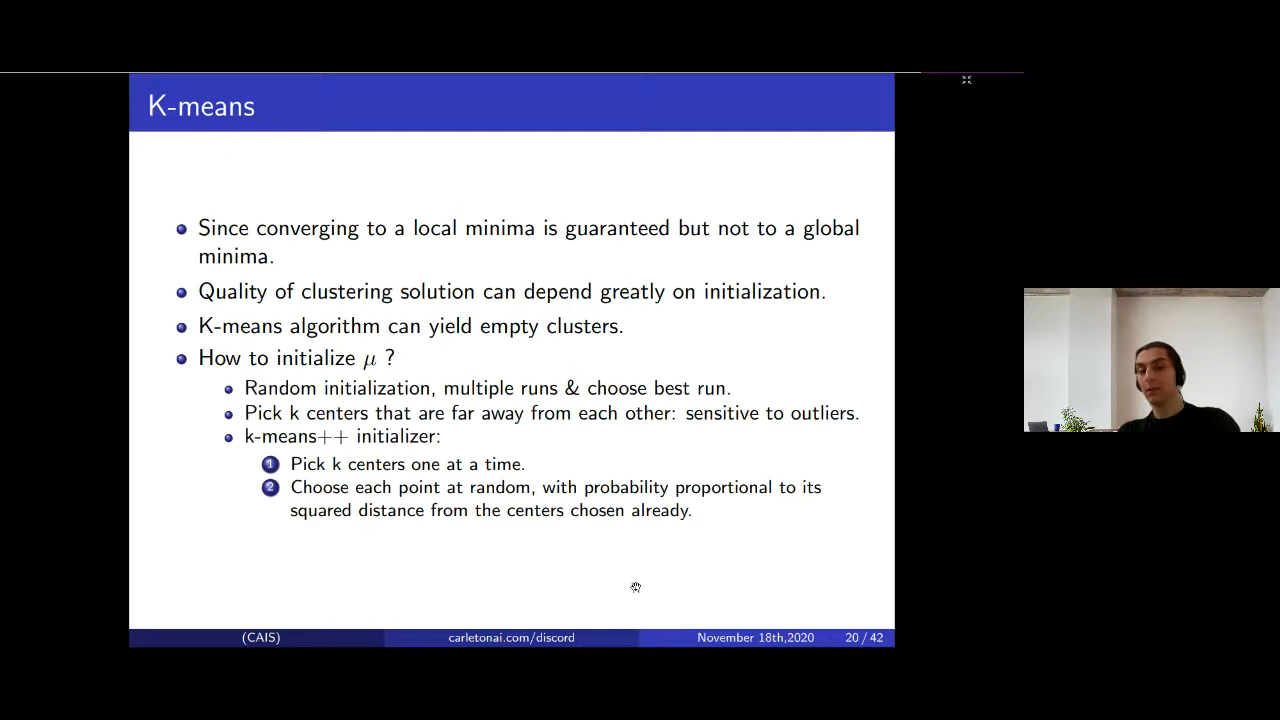 K-means
Since converging to a local minima is guaranteed but not to a global
minima.
Quality of clustering solution can depend greatly on initialization.
K-means algorithm can yield empty clusters.
How to initialize μ ?
Random initialization, multiple runs & choose best run.
Pick k centers that are far away from each other: sensitive to outliers.
k-means++ initializer:
1 Pick k centers one at a time.
2 Choose each point at random, with probability proportional to its
squared distance from the centers chosen already.
(CAIS) carletonai.com/discord November 18th,2020 20 / 42